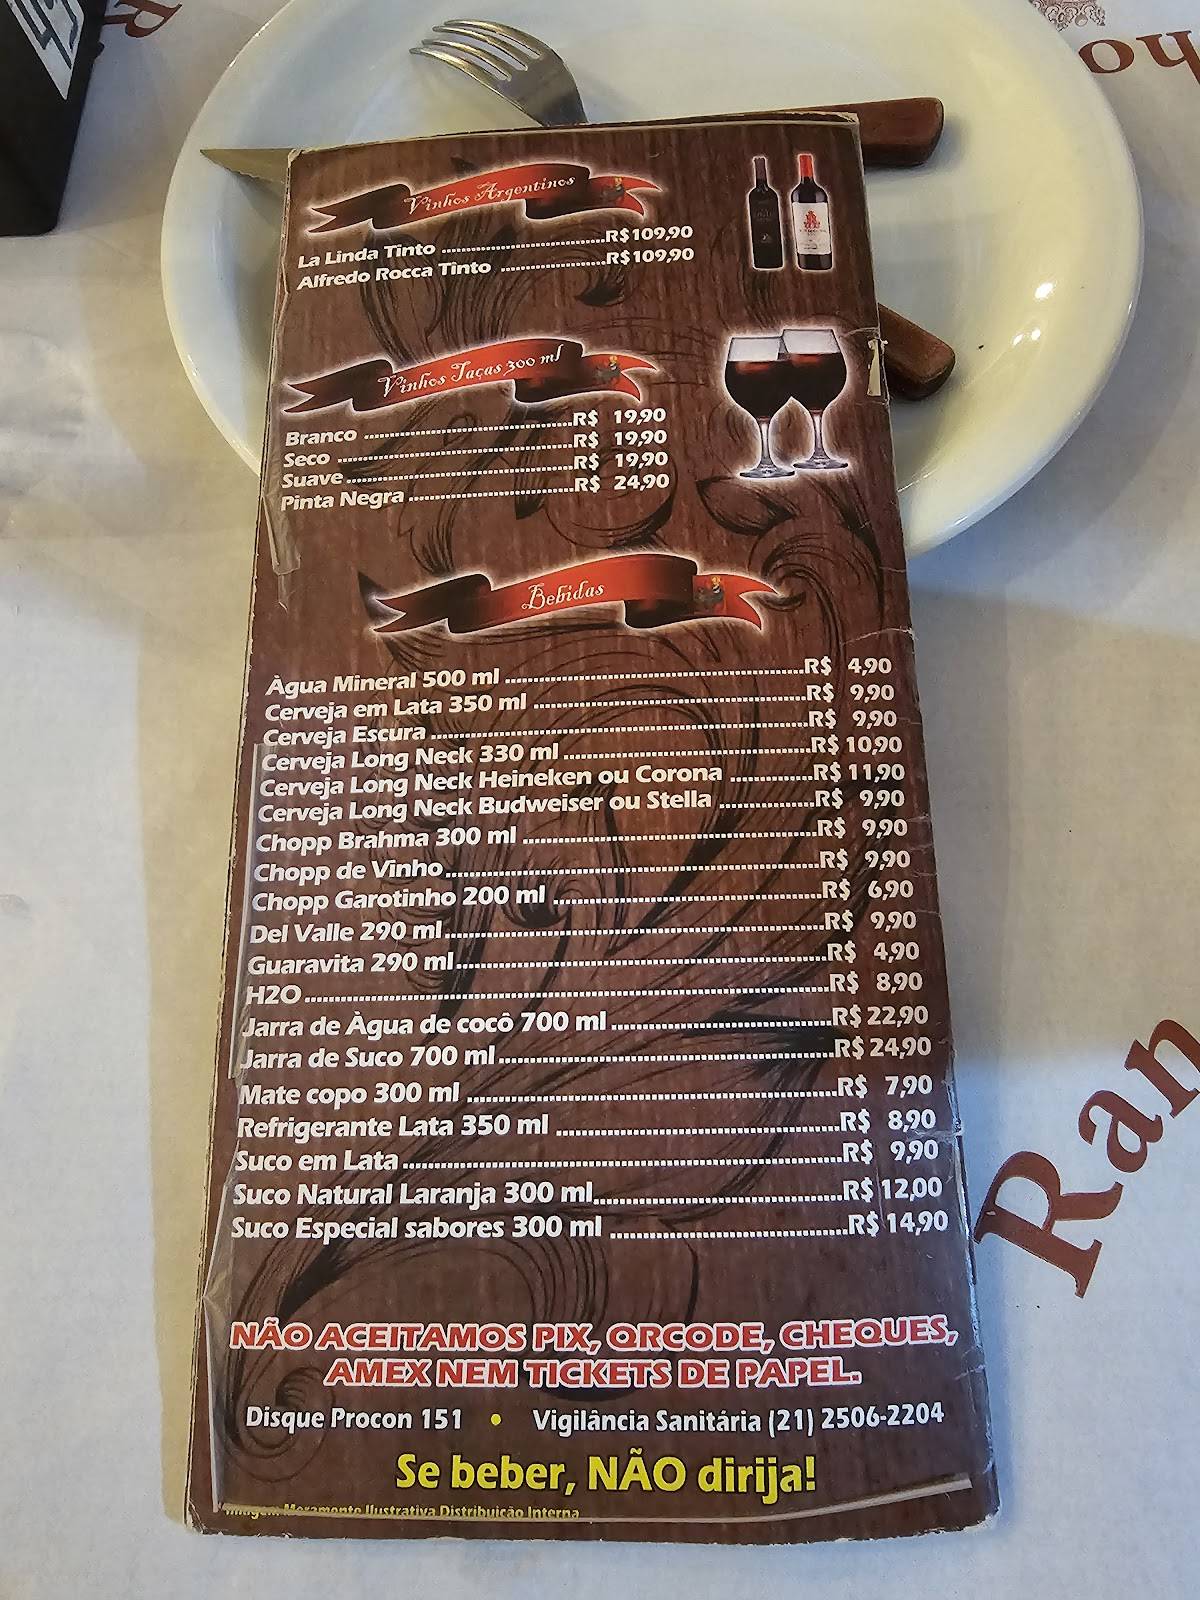 Vinhos Argentinos
La Linda Tinto ........ R$109,90
Alfredo Rocca Tinto ........ R$109,90
Vinhos Taças 300 ml
Branco ........ R$ 19,90
Seco ........ R$ 19,90
Suave ........ R$ 19,90
Pinta Negra ........ R$ 24,90
Bebidas
Àgua Mineral 500 ml ........ R$ 4,90
Cerveja em Lata 350 ml ........ R$ 9,90
Cerveja Escura ........ R$ 9,90
Cerveja Long Neck 330 ml ........ R$ 10,90
Cerveja Long Neck Heineken ou Corona ........ R$ 11,90
Cerveja Long Neck Budweiser ou Stella ........ R$ 9,90
Chopp Brahma 300 ml ........ R$ 9,90
Chopp de Vinho ........ R$ 9,90
Chopp Garotinho 200 ml ........ R$ 6,90
Del Valle 290 ml ........ R$ 9,90
Guaravita 290 ml ........ R$ 4,90
H2O ........ R$ 8,90
Jarra de Àgua de cocô 700 ml ........ R$ 22,90
Jarra de Suco 700 ml ........ R$ 24,90
Mate copo 300 ml ........ R$ 7,90
Refrigerante Lata 350 ml ........ R$ 8,90
Suco em Lata ........ R$ 9,90
Suco Natural Laranja 300 ml ........ R$ 12,00
Suco Especial sabores 300 ml ........ R$ 14,90
NÃO ACEITAMOS PIX, QRCODE, CHEQUES,
AMEX NEM TICKETS DE PAPEL.
Disque Procon 151 • Vigilância Sanitária (21) 2506-2204
Se beber, NÃO dirija!
Imagem Meramente Ilustrativa Distribuição Interna
Ran
ho
R